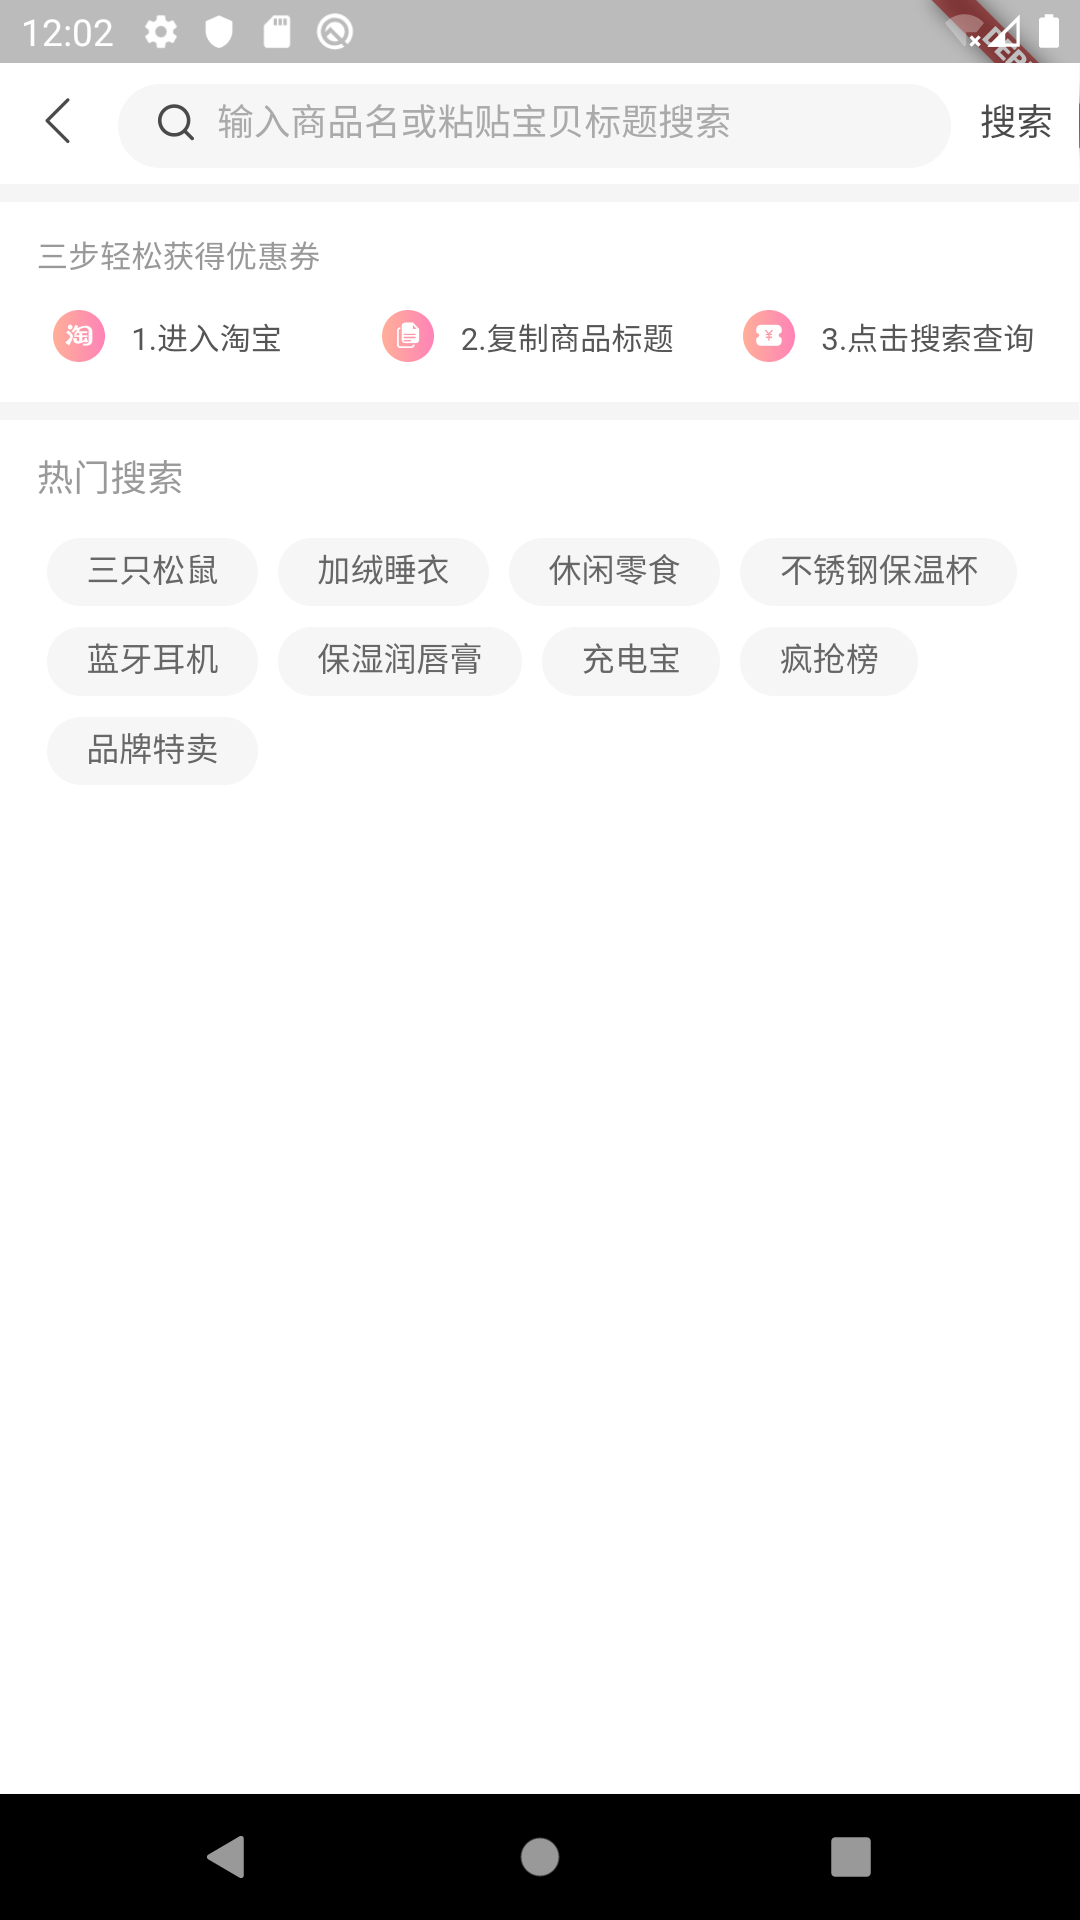 12:02
输入商品名或粘贴宝贝标题搜索 搜索
三步轻松获得优惠券
淘 1.进入淘宝 2.复制商品标题 ¥ 3.点击搜索查询
热门搜索
三只松鼠 加绒睡衣 休闲零食 不锈钢保温杯
蓝牙耳机 保湿润唇膏 充电宝 疯抢榜
品牌特卖